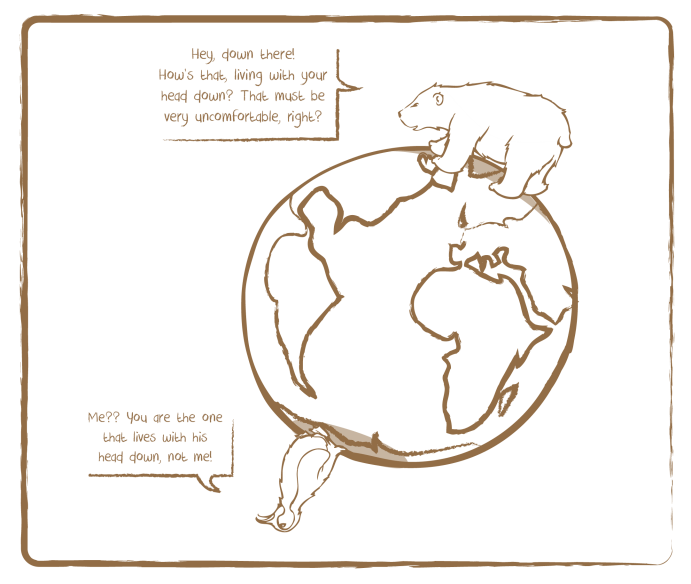 Hey, down there!
How's that, living with your
head down? That must be
very uncomfortable, right?
Me?? You are the one
that lives with his
head down, not me!